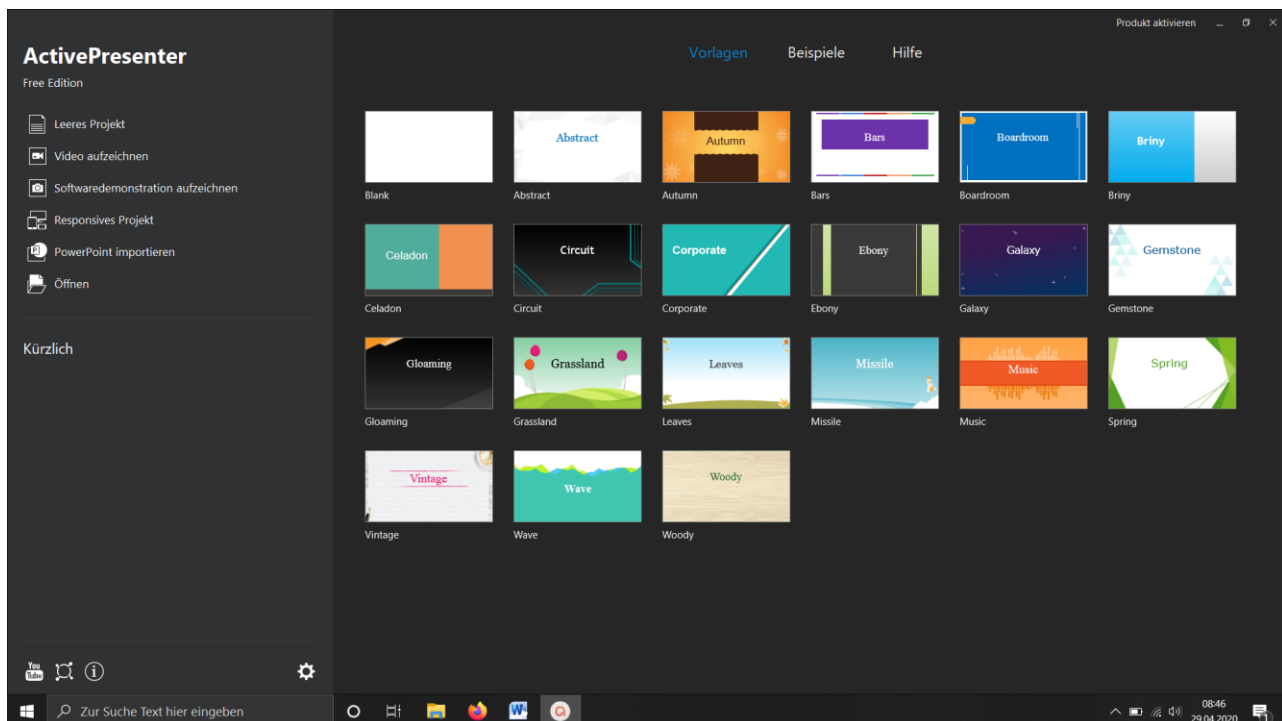 Produkt aktivieren
ActivePresenter
Free Edition
Leeres Projekt
Video aufzeichnen
Softwaredemonstration aufzeichnen
Responsives Projekt
PowerPoint importieren
Öffnen
Kürzlich
Vorlagen Beispiele Hilfe
Abstract Autumn Bars Boardroom Briny
Blank Abstract Autumn Bars Boardroom Briny
Celadon Circuit Corporate Ebony Galaxy Gemstone
Celadon Circuit Corporate Ebony Galaxy Gemstone
Gloaming Grassland Leaves Missile Music Spring
Gloaming Grassland Leaves Missile Music Spring
Vintage Wave Woody
Vintage Wave Woody
You
Tube
Zur Suche Text hier eingeben
08:46
29.04.2020